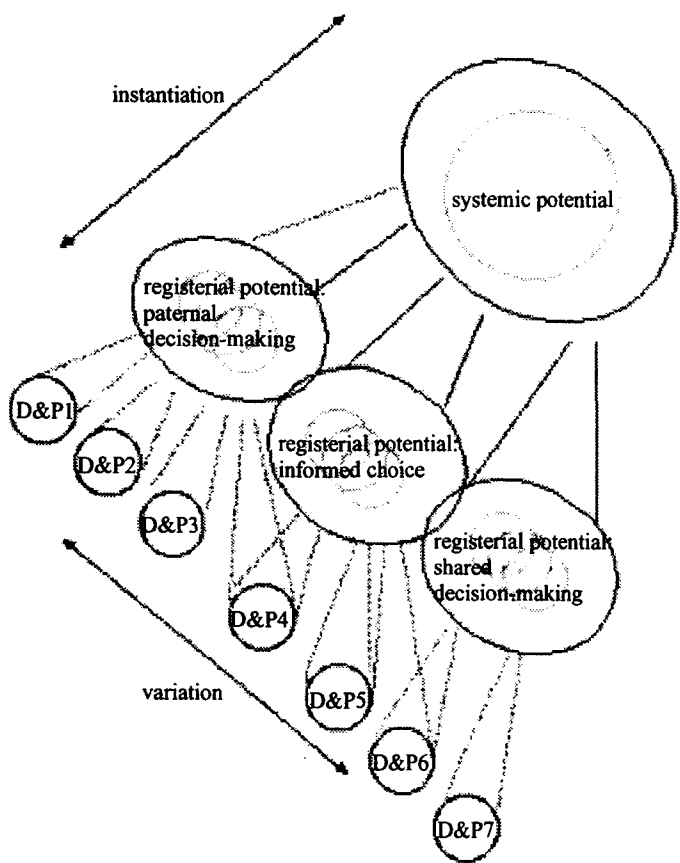 instantiation
systemic potential
registerial potential:
paternal-
decision-making
D&P1
D&P2
D&P3
registerial potential:
informed choice
registerial potential:
shared
decision-making
D&P4
variation
D&P5
D&P6
D&P7